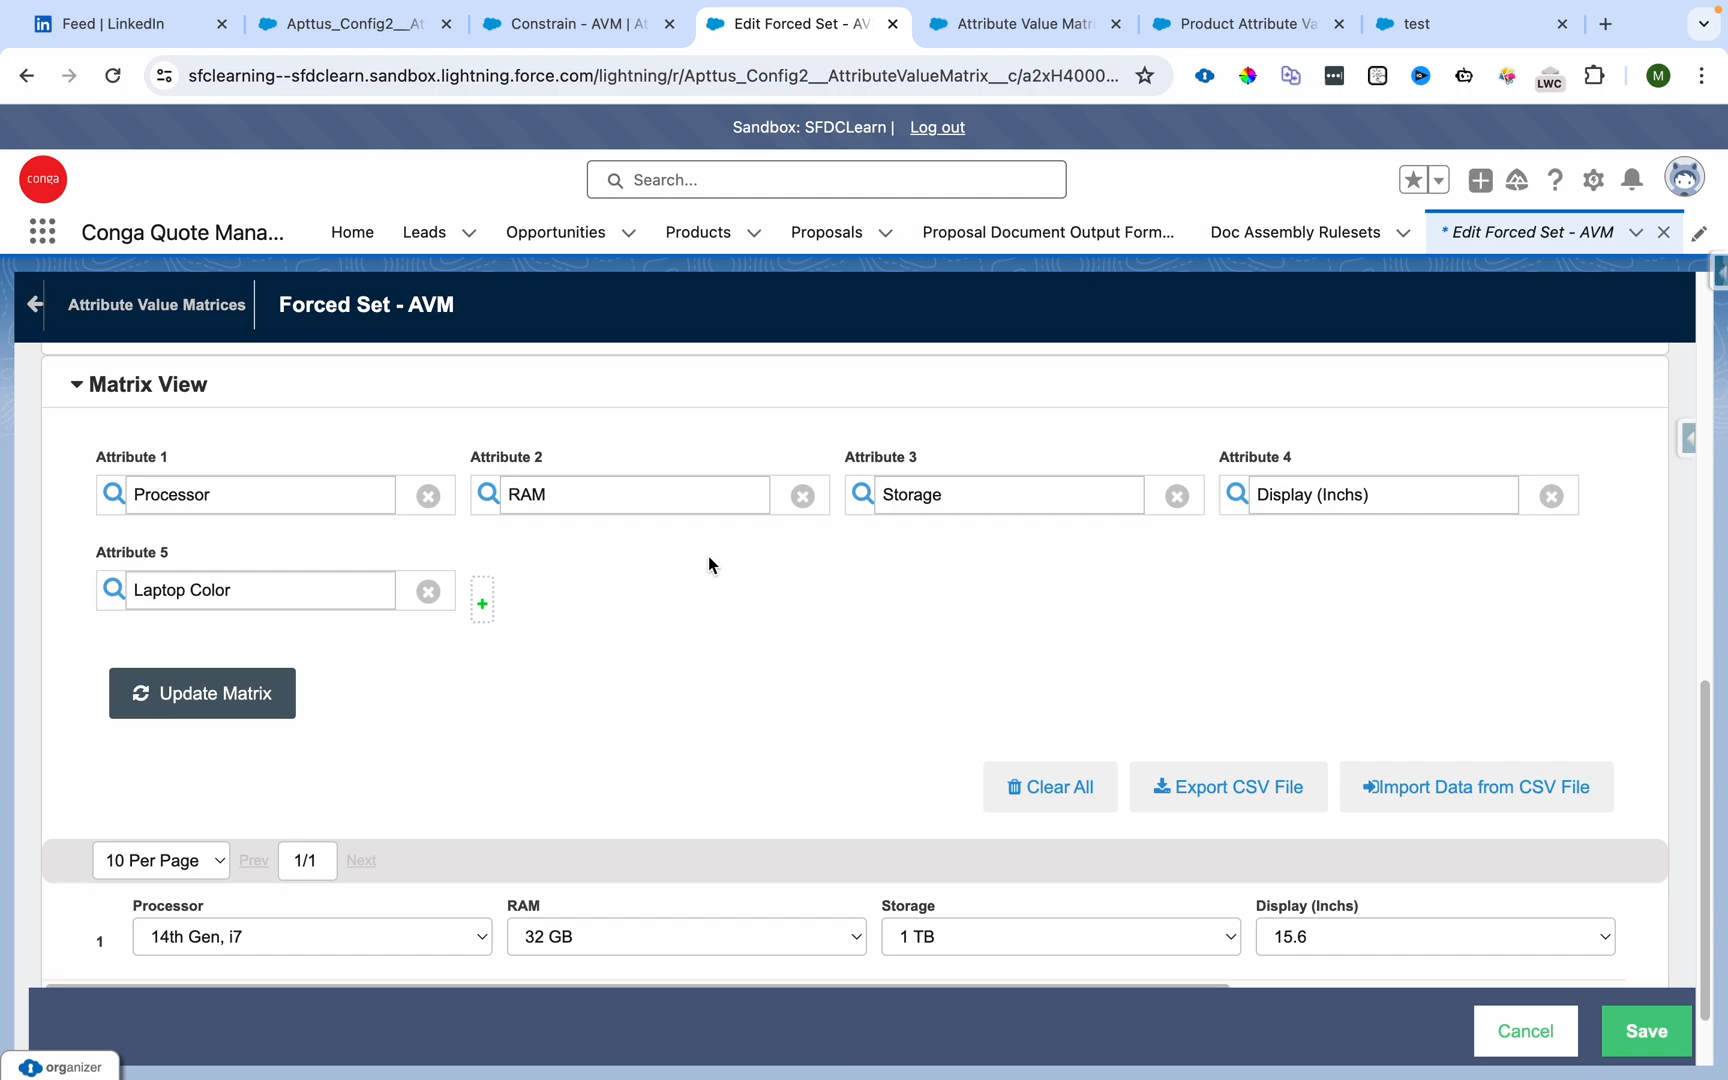 Feed | LinkedIn
Apttus_Config2__At
Constrain - AVM | At
Edit Forced Set - AV
Attribute Value Matri
Product Attribute Va
test
sfclearning--sfdclearn.sandbox.lightning.force.com/lightning/r/Apttus_Config2__AttributeValueMatrix__c/a2xH4000...
LWC
M
Sandbox: SFDCLearn | Log out
conga
Search...
Conga Quote Mana...
Home
Leads
Opportunities
Products
Proposals
Proposal Document Output Form...
Doc Assembly Rulesets
* Edit Forced Set - AVM
Attribute Value Matrices
Forced Set - AVM
Matrix View
Attribute 1
Attribute 2
Attribute 3
Attribute 4
Processor
RAM
Storage
Display (Inchs)
Attribute 5
Laptop Color
Update Matrix
Clear All
Export CSV File
Import Data from CSV File
10 Per Page
Prev
1/1
Next
Processor
RAM
Storage
Display (Inchs)
1
14th Gen, i7
32 GB
1 TB
15.6
Cancel
Save
organizer